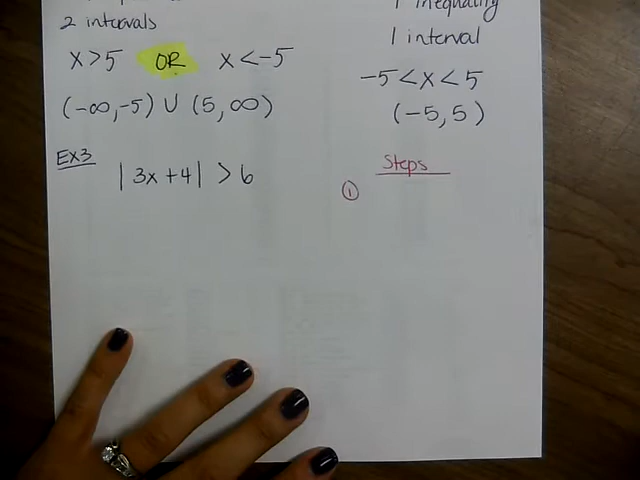 2 intervals
x > 5 OR x < -5
(-∞, -5) ∪ (5, ∞)
1 inequality
1 interval
-5 < x < 5
(-5, 5)
Ex3 |3x + 4| > 6
Steps
①